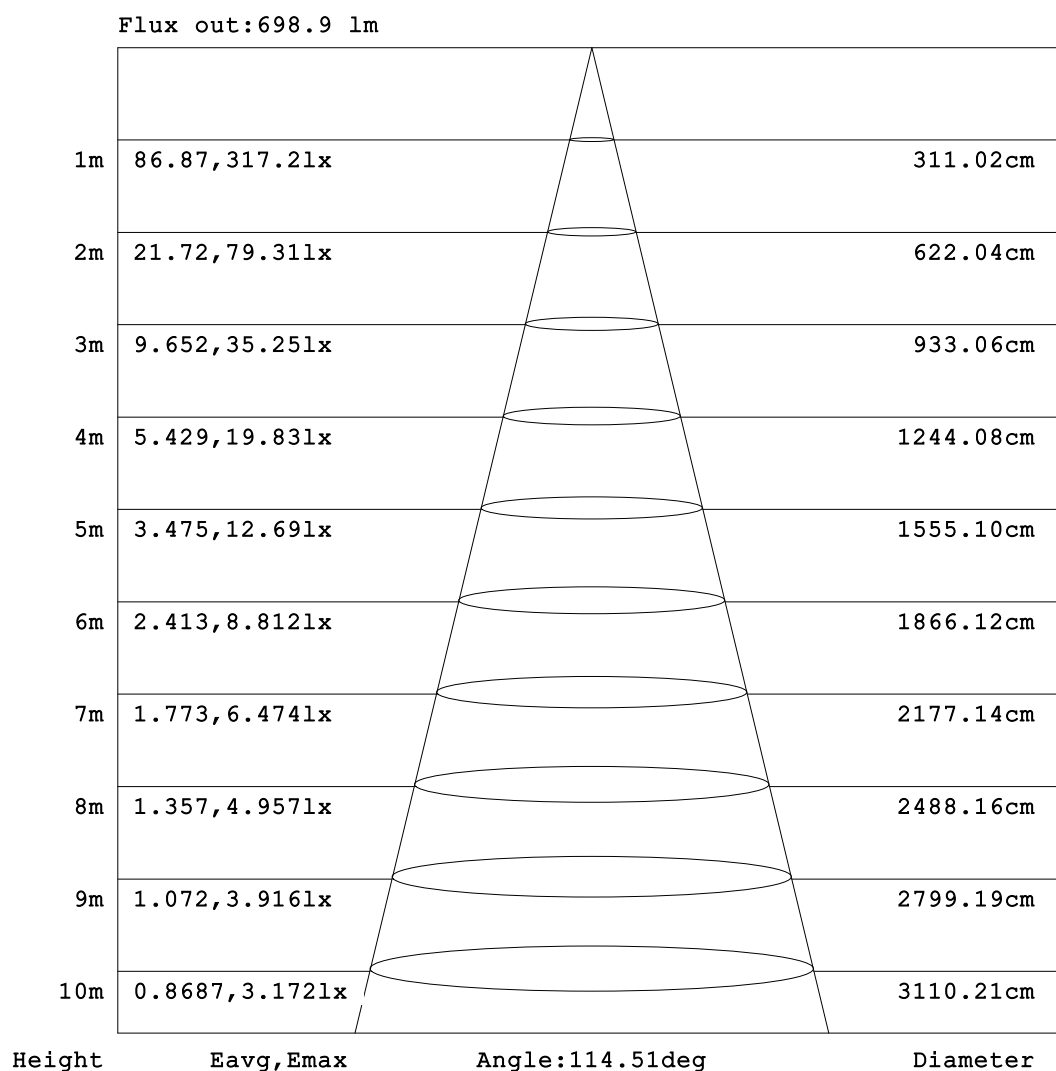 Flux out:698.9 lm
1m 86.87,317.2lx 311.02cm
2m 21.72,79.31lx 622.04cm
3m 9.652,35.25lx 933.06cm
4m 5.429,19.83lx 1244.08cm
5m 3.475,12.69lx 1555.10cm
6m 2.413,8.812lx 1866.12cm
7m 1.773,6.474lx 2177.14cm
8m 1.357,4.957lx 2488.16cm
9m 1.072,3.916lx 2799.19cm
10m 0.8687,3.172lx 3110.21cm
Height Eavg,Emax Angle:114.51deg Diameter